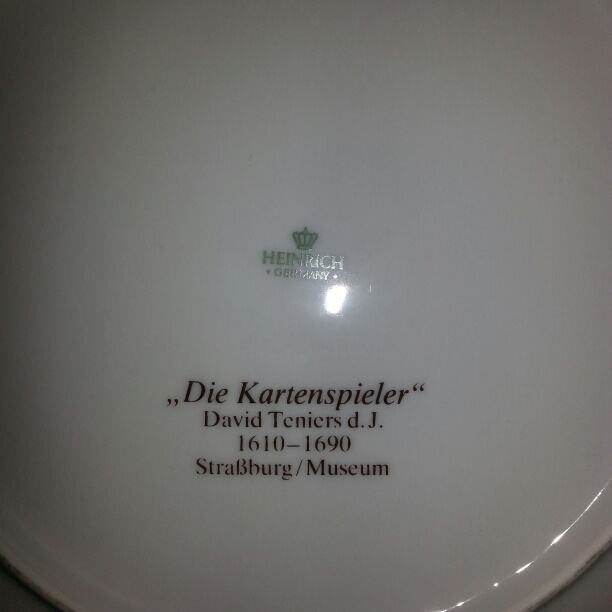 HEINRICH
• GERMANY •
„Die Kartenspieler“
David Teniers d. J.
1610–1690
Straßburg/Museum